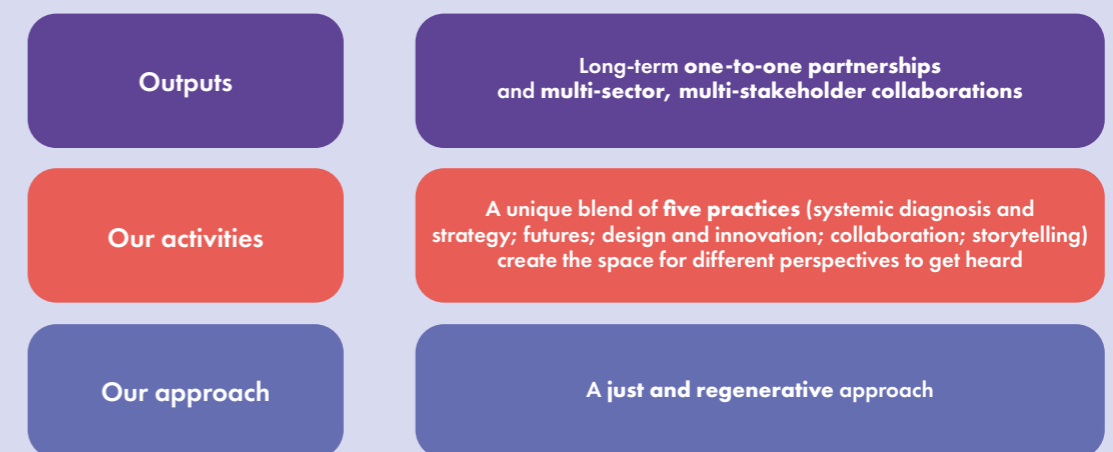 Outputs
Long-term one-to-one partnerships
and multi-sector, multi-stakeholder collaborations
Our activities
A unique blend of five practices (systemic diagnosis and
strategy; futures; design and innovation; collaboration; storytelling)
create the space for different perspectives to get heard
Our approach
A just and regenerative approach